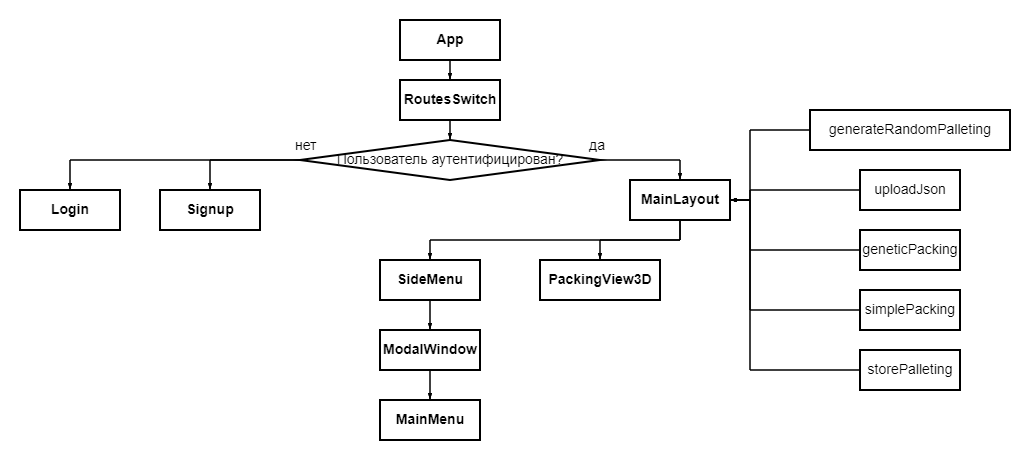 App
RoutesSwitch
нет
Пользователь аутентифицирован?
да
Login
Signup
MainLayout
SideMenu
PackingView3D
ModalWindow
MainMenu
generateRandomPalleting
uploadJson
geneticPacking
simplePacking
storePalleting